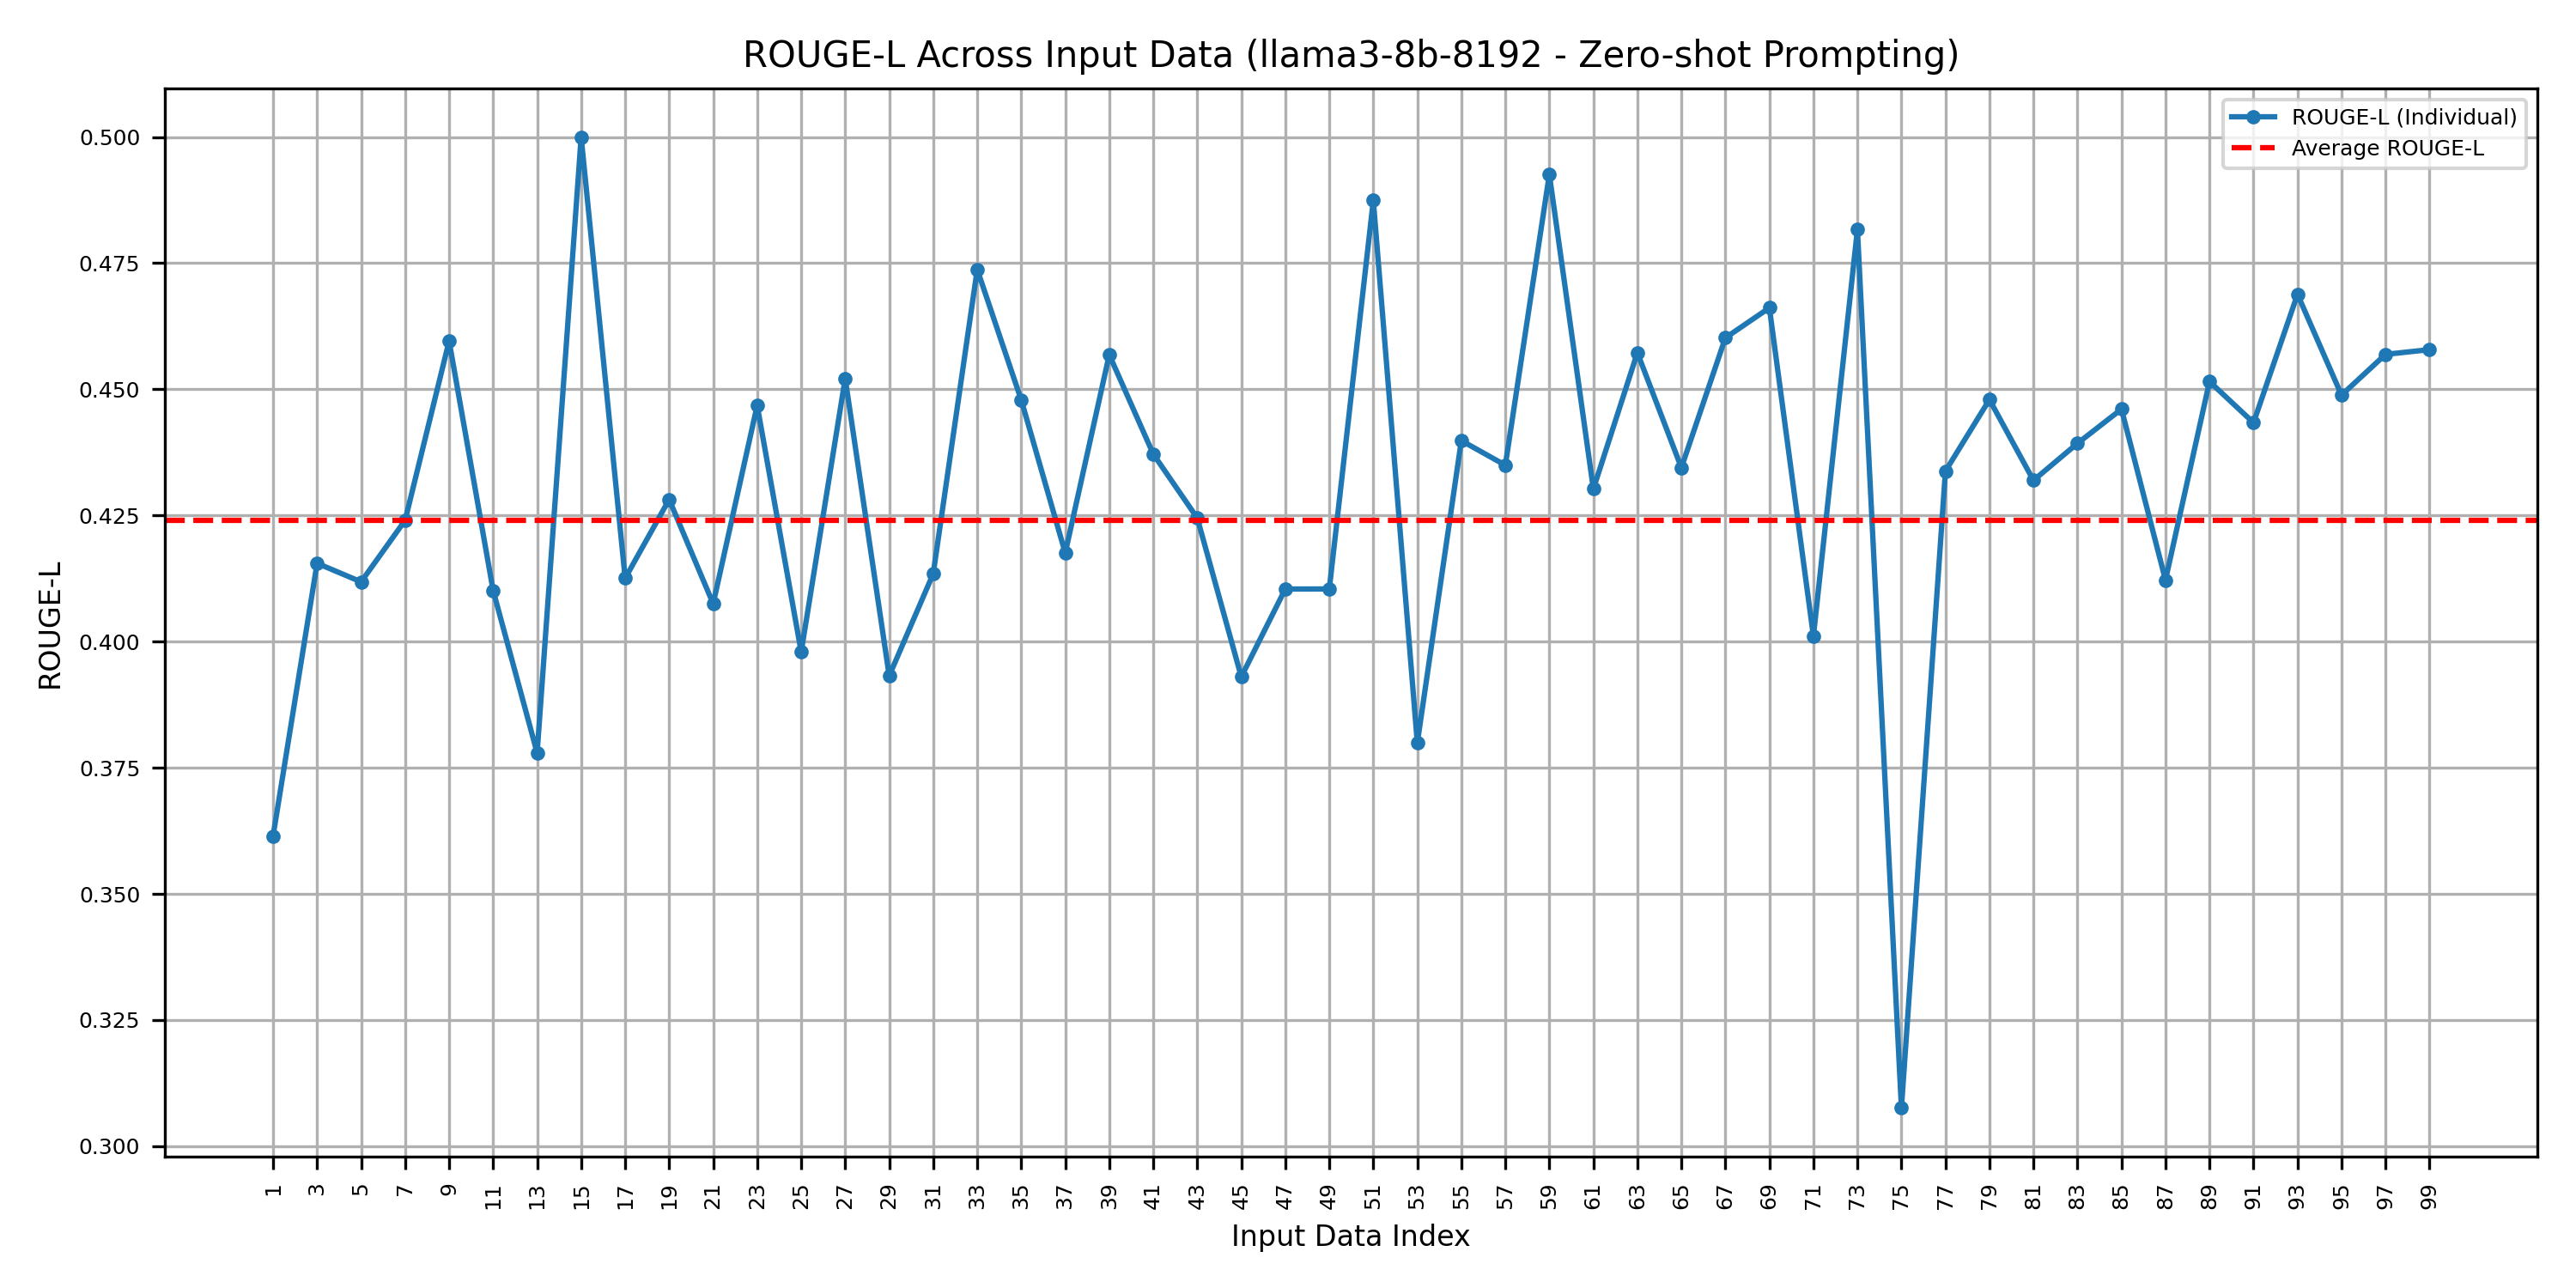 ROUGE-L Across Input Data (llama3-8b-8192 - Zero-shot Prompting)
ROUGE-L (Individual)
Average ROUGE-L
ROUGE-L
0.500
0.475
0.450
0.425
0.400
0.375
0.350
0.325
0.300
1 3 5 7 9 11 13 15 17 19 21 23 25 27 29 31 33 35 37 39 41 43 45 47 49 51 53 55 57 59 61 63 65 67 69 71 73 75 77 79 81 83 85 87 89 91 93 95 97 99
Input Data Index